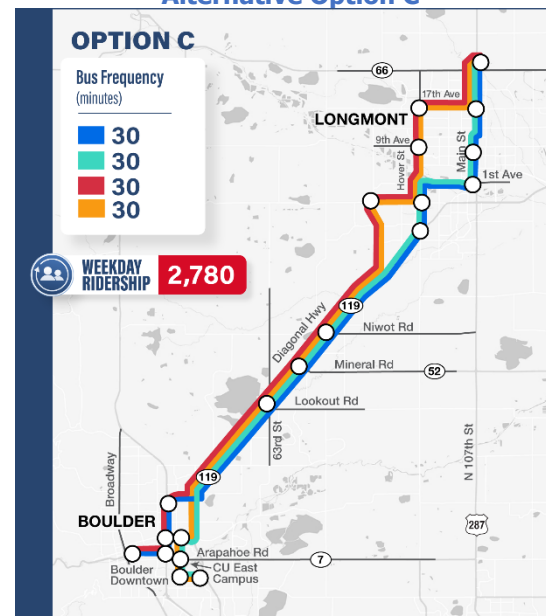 Alternative Option C
OPTION C
Bus Frequency
(minutes)
30
30
30
30
WEEKDAY
RIDERSHIP
2,780
66
17th Ave
LONGMONT
9th Ave
Hover St
Main St
1st Ave
119
Diagonal Hwy
Niwot Rd
Mineral Rd
52
Lookout Rd
63rd St
N 107th St
Broadway
119
BOULDER
287
Arapahoe Rd
7
Boulder
Downtown
CU East
Campus